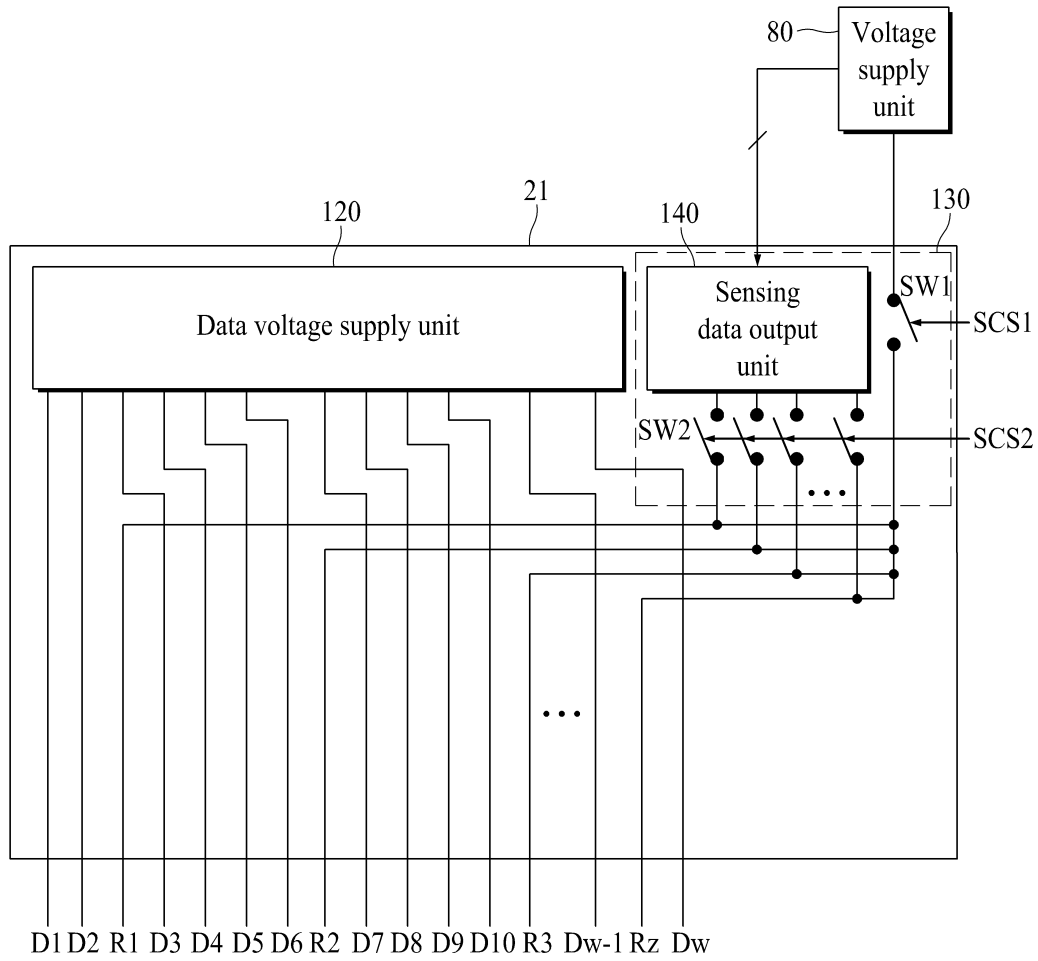 80
Voltage
supply
unit
21
120
140
130
Data voltage supply unit
Sensing
data output
unit
SW1
SCS1
SW2
SCS2
D1 D2 R1 D3 D4 D5 D6 R2 D7 D8 D9 D10 R3 Dw-1 Rz Dw